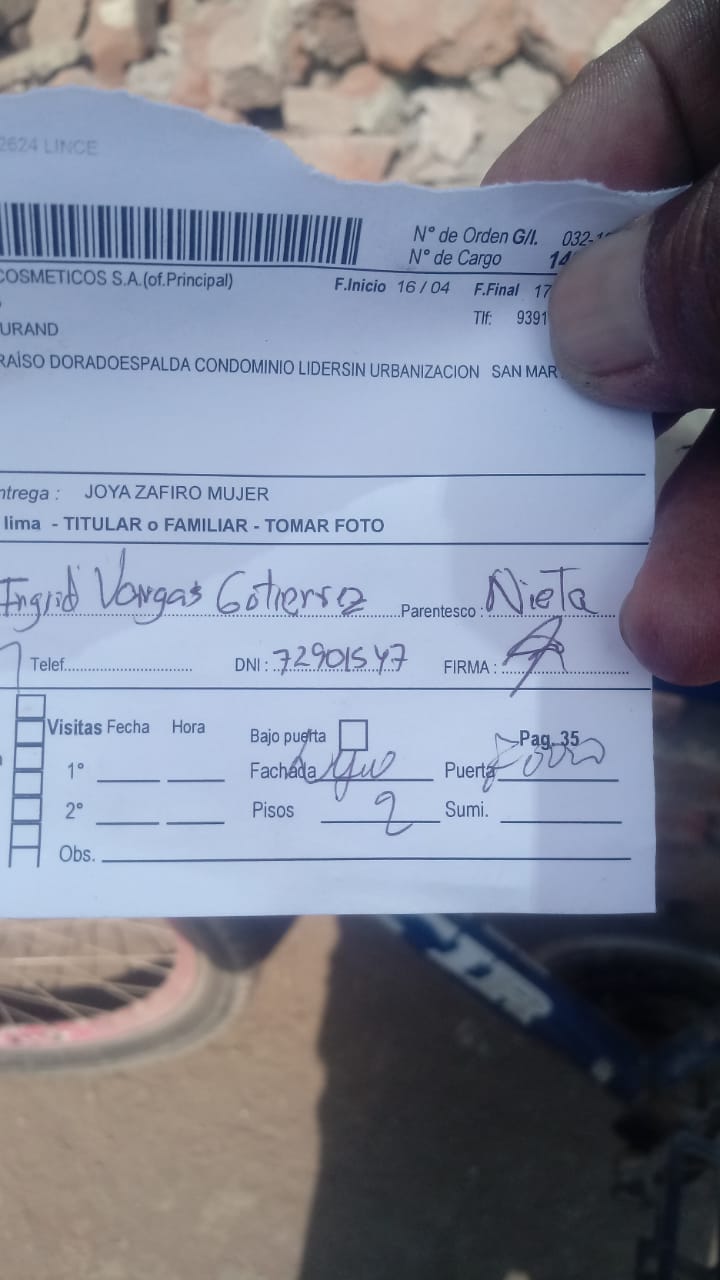 2624 LINCE
N° de Orden G/I. 032-1
N° de Cargo 14
COSMETICOS S.A.(of.Principal) F.Inicio 16 / 04 F.Final 17
Tlf: 9391
URAND
RAÍSO DORADOESPALDA CONDOMINIO LIDERSIN URBANIZACION SAN MAR
ntrega : JOYA ZAFIRO MUJER
lima - TITULAR o FAMILIAR - TOMAR FOTO
Ingrid Vargas Gotierrez Parentesco : Nieta
Telef. DNI : 72901547 FIRMA :
Visitas Fecha Hora Bajo puerta Pag. 35
1° Fachada Puerta
2° Pisos 2 Sumi.
Obs.